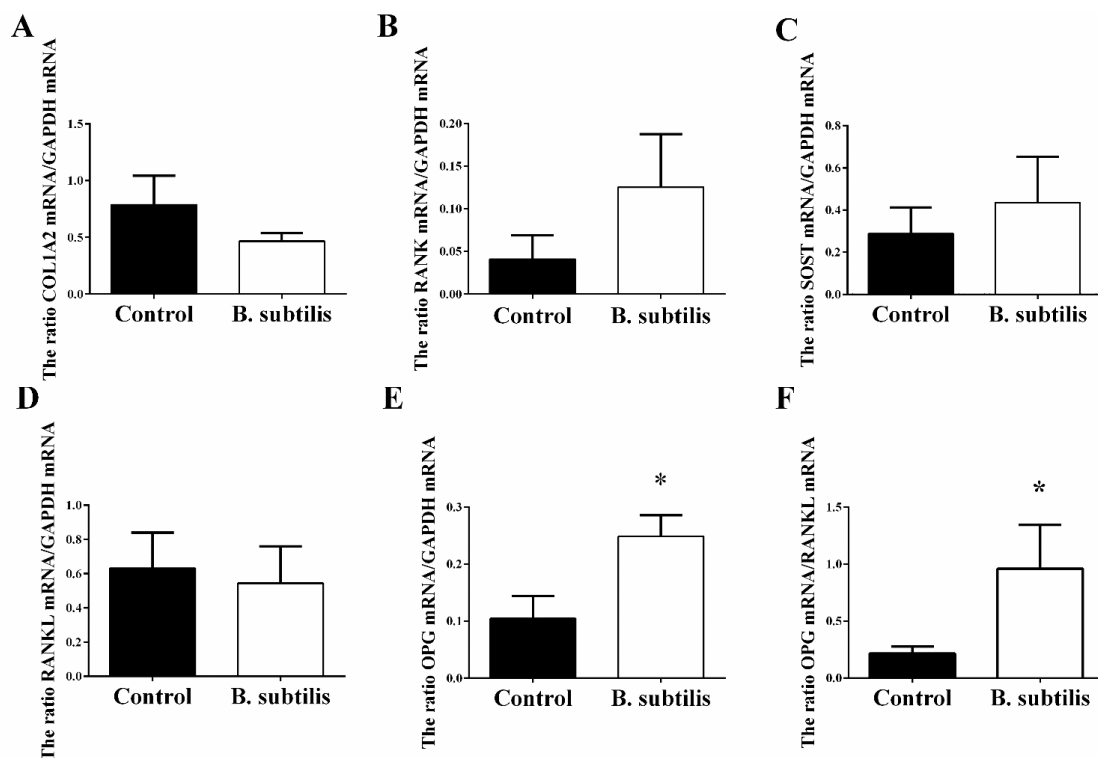 A
The ratio COL1A2 mRNA/GAPDH mRNA
1.5
1.0
0.5
0.0
Control
B. subtilis
B
The ratio RANK mRNA/GAPDH mRNA
0.20
0.15
0.10
0.05
0.00
Control
B. subtilis
C
The ratio SOST mRNA/GAPDH mRNA
0.8
0.6
0.4
0.2
0.0
Control
B. subtilis
D
The ratio RANKL mRNA/GAPDH mRNA
1.0
0.8
0.6
0.4
0.2
0.0
Control
B. subtilis
E
The ratio OPG mRNA/GAPDH mRNA
*
0.3
0.2
0.1
0.0
Control
B. subtilis
F
The ratio OPG mRNA/RANKL mRNA
*
1.5
1.0
0.5
0.0
Control
B. subtilis